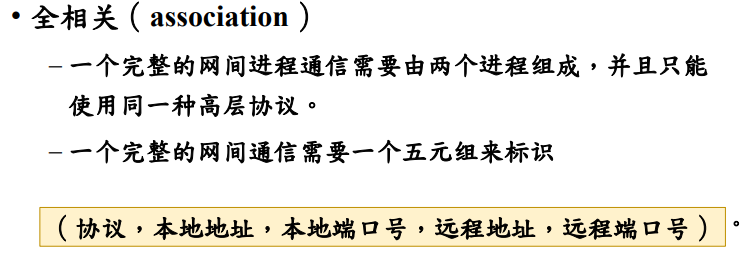 • 全相关（association）
– 一个完整的网间进程通信需要由两个进程组成，并且只能
使用同一种高层协议。
– 一个完整的网间通信需要一个五元组来标识
（协议，本地地址，本地端口号，远程地址，远程端口号）。